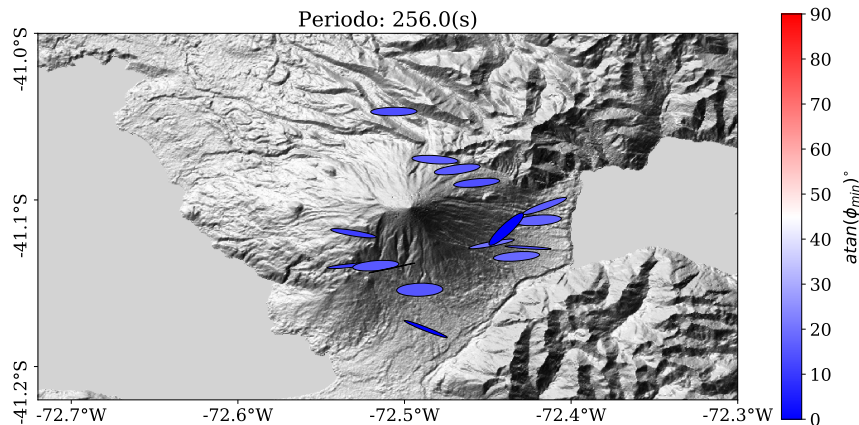 Periodo: 256.0(s)
-41.0°S
-41.1°S
-41.2°S
-72.7°W
-72.6°W
-72.5°W
-72.4°W
-72.3°W
90
80
70
60
50
40
30
20
10
0
atan(ϕmin)°